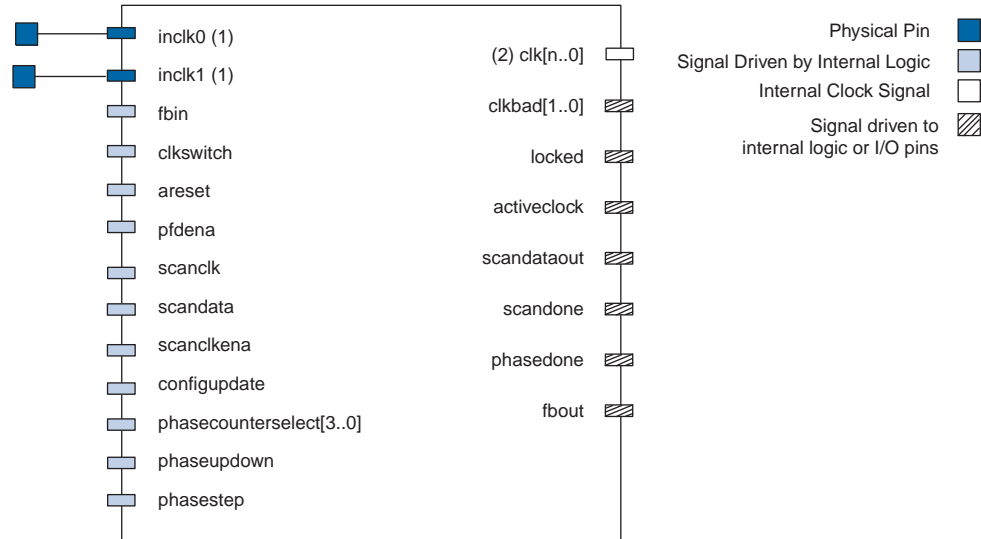 inclk0 (1)
inclk1 (1)
fbin
clkswitch
areset
pfdena
scanclk
scandata
scanclkena
configupdate
phasecounterselect[3..0]
phaseupdown
phasestep
(2) clk[n..0]
clkbad[1..0]
locked
activeclock
scandataout
scandone
phasedone
fbout
Physical Pin
Signal Driven by Internal Logic
Internal Clock Signal
Signal driven to
internal logic or I/O pins